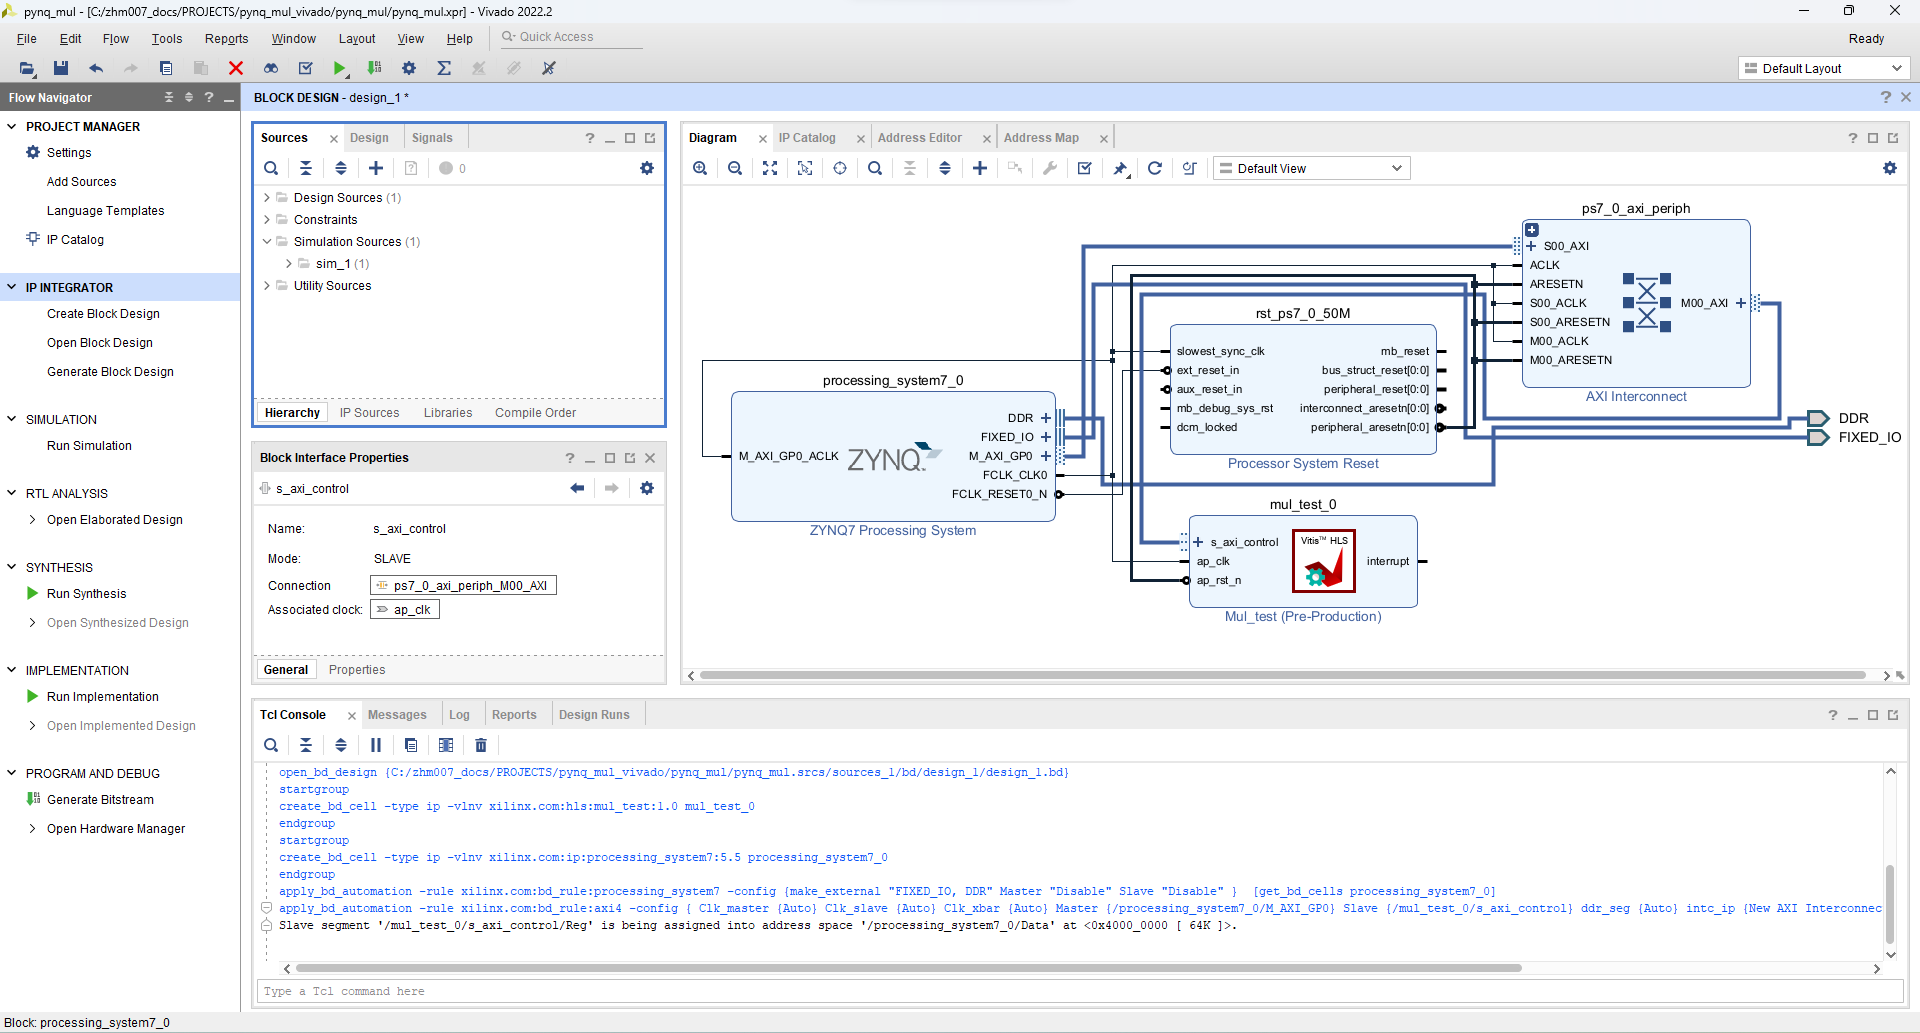 pynq_mul - [C:/zhm007_docs/PROJECTS/pynq_mul_vivado/pynq_mul/pynq_mul.xpr] - Vivado 2022.2
File Edit Flow Tools Reports Window Layout View Help Quick Access Ready
Default Layout
Flow Navigator
PROJECT MANAGER
Settings
Add Sources
Language Templates
IP Catalog
IP INTEGRATOR
Create Block Design
Open Block Design
Generate Block Design
SIMULATION
Run Simulation
RTL ANALYSIS
Open Elaborated Design
SYNTHESIS
Run Synthesis
Open Synthesized Design
IMPLEMENTATION
Run Implementation
Open Implemented Design
PROGRAM AND DEBUG
Generate Bitstream
Open Hardware Manager
BLOCK DESIGN - design_1 *
Sources Design Signals
0
Design Sources (1)
Constraints
Simulation Sources (1)
sim_1 (1)
Utility Sources
Hierarchy IP Sources Libraries Compile Order
Block Interface Properties
s_axi_control
Name: s_axi_control
Mode: SLAVE
Connection ps7_0_axi_periph_M00_AXI
Associated clock: ap_clk
General Properties
Diagram IP Catalog Address Editor Address Map
Default View
processing_system7_0
DDR
FIXED_IO
M_AXI_GP0_ACLK ZYNQ. M_AXI_GP0
FCLK_CLK0
FCLK_RESET0_N
ZYNQ7 Processing System
rst_ps7_0_50M
slowest_sync_clk mb_reset
ext_reset_in bus_struct_reset[0:0]
aux_reset_in peripheral_reset[0:0]
mb_debug_sys_rst interconnect_aresetn[0:0]
dcm_locked peripheral_aresetn[0:0]
Processor System Reset
mul_test_0
s_axi_control
ap_clk
ap_rst_n
Vitis™ HLS
interrupt
Mul_test (Pre-Production)
ps7_0_axi_periph
S00_AXI
ACLK
ARESETN
S00_ACLK M00_AXI
S00_ARESETN
M00_ACLK
M00_ARESETN
AXI Interconnect
DDR
FIXED_IO
Tcl Console Messages Log Reports Design Runs
open_bd_design {C:/zhm007_docs/PROJECTS/pynq_mul_vivado/pynq_mul/pynq_mul.srcs/sources_1/bd/design_1/design_1.bd}
startgroup
create_bd_cell -type ip -vlnv xilinx.com:hls:mul_test:1.0 mul_test_0
endgroup
startgroup
create_bd_cell -type ip -vlnv xilinx.com:ip:processing_system7:5.5 processing_system7_0
endgroup
apply_bd_automation -rule xilinx.com:bd_rule:processing_system7 -config {make_external "FIXED_IO, DDR" Master "Disable" Slave "Disable" } [get_bd_cells processing_system7_0]
apply_bd_automation -rule xilinx.com:bd_rule:axi4 -config { Clk_master {Auto} Clk_slave {Auto} Clk_xbar {Auto} Master {/processing_system7_0/M_AXI_GP0} Slave {/mul_test_0/s_axi_control} ddr_seg {Auto} intc_ip {New AXI Interconnec
Slave segment '/mul_test_0/s_axi_control/Reg' is being assigned into address space '/processing_system7_0/Data' at <0x4000_0000 [ 64K ]>.
Type a Tcl command here
Block: processing_system7_0